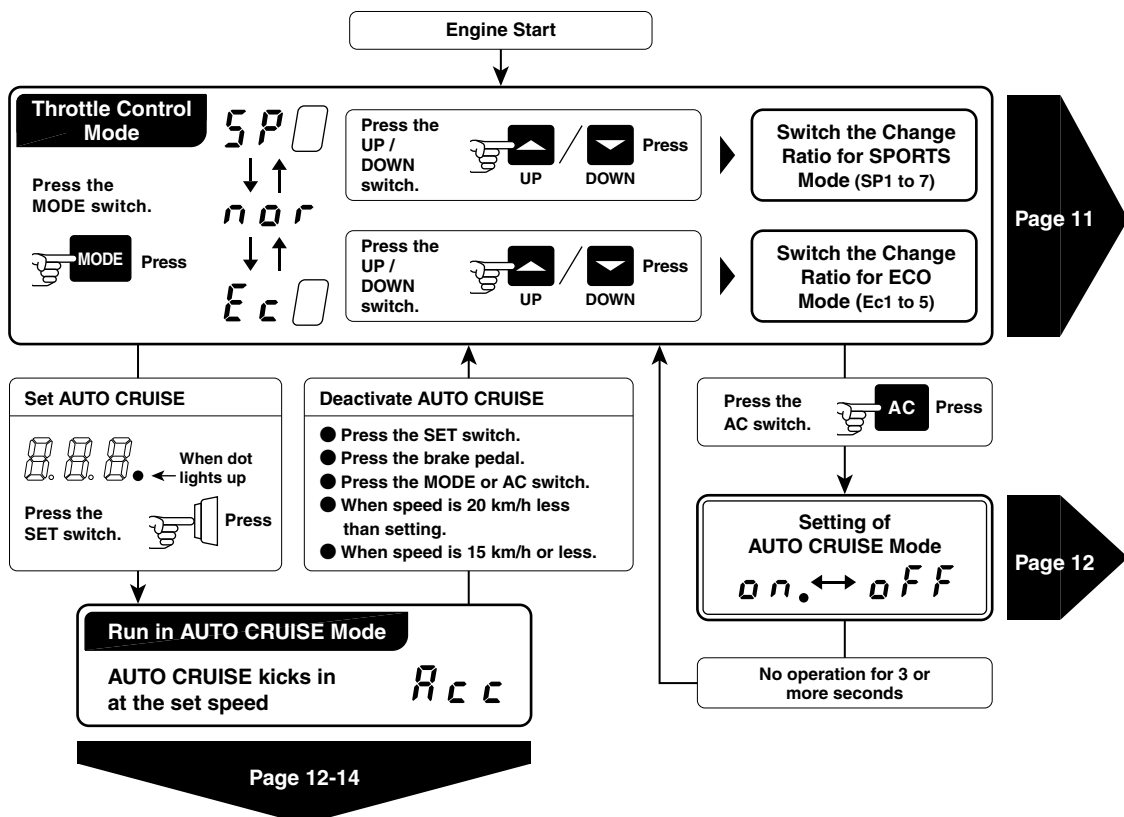 Engine Start
Throttle Control
Mode
Press the
MODE switch.
MODE Press
SP
nor
Ec
Press the
UP /
DOWN
switch.
Press
UP DOWN
Switch the Change
Ratio for SPORTS
Mode (SP1 to 7)
Press the
UP /
DOWN
switch.
Press
UP DOWN
Switch the Change
Ratio for ECO
Mode (Ec1 to 5)
Page 11
Set AUTO CRUISE
8.8.8.
When dot
lights up
Press the
SET switch.
Press
Deactivate AUTO CRUISE
● Press the SET switch.
● Press the brake pedal.
● Press the MODE or AC switch.
● When speed is 20 km/h less
than setting.
● When speed is 15 km/h or less.
Press the
AC switch.
AC Press
Setting of
AUTO CRUISE Mode
on. ↔ oFF
Page 12
No operation for 3 or
more seconds
Run in AUTO CRUISE Mode
AUTO CRUISE kicks in
at the set speed
Acc
Page 12-14